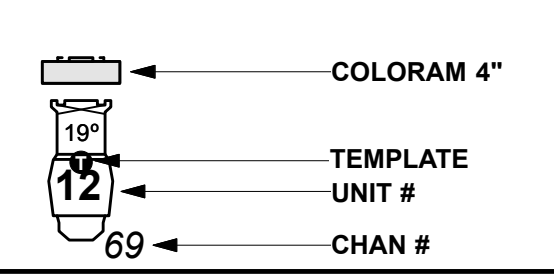 COLORAM 4"
19º
T
TEMPLATE
12
UNIT #
69
CHAN #